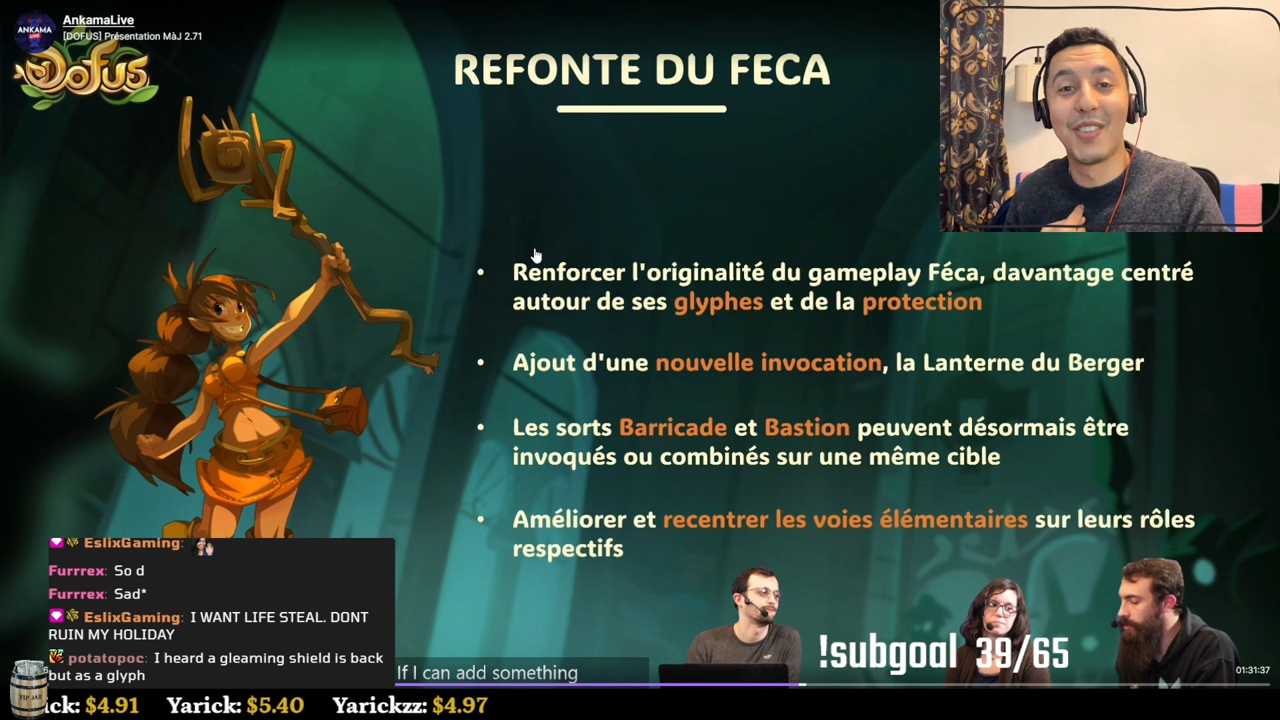 AnkamaLive
[DOFUS] Présentation MàJ 2.71
ANKAMA
LIVE
DOFUS
REFONTE DU FECA
• Renforcer l'originalité du gameplay Féca, davantage centré
autour de ses glyphes et de la protection
• Ajout d'une nouvelle invocation, la Lanterne du Berger
• Les sorts Barricade et Bastion peuvent désormais être
invoqués ou combinés sur une même cible
• Améliorer et recentrer les voies élémentaires sur leurs rôles
respectifs
EslixGaming:
Furrrex: So d
Furrrex: Sad*
EslixGaming: I WANT LIFE STEAL. DONT
RUIN MY HOLIDAY
potatopoc: I heard a gleaming shield is back
but as a glyph
If I can add something
!subgoal 39/65
01:31:37
TIP JAR
ick: $4.91 Yarick: $5.40 Yarickzz: $4.97